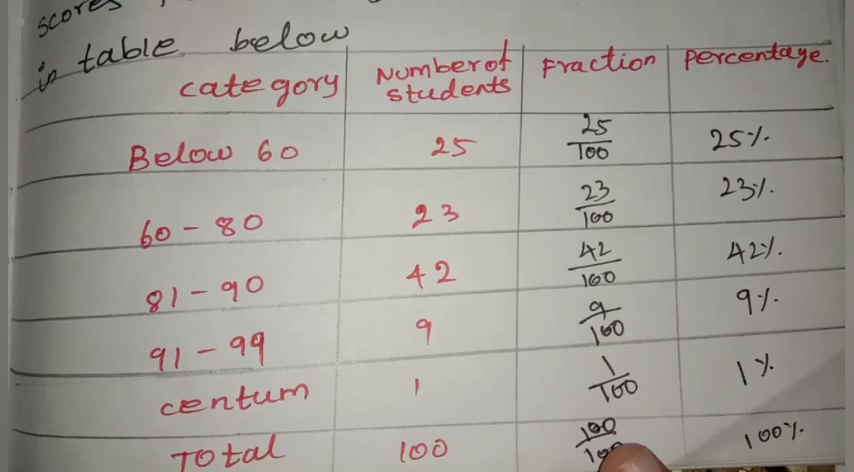 scores
in table below
category Number of students Fraction percentage.
Below 60 25 25/100 25%
60 - 80 23 23/100 23%
81 - 90 42 42/100 42%
91 - 99 9 9/100 9%
centum 1 1/100 1%
Total 100 100/100 100%